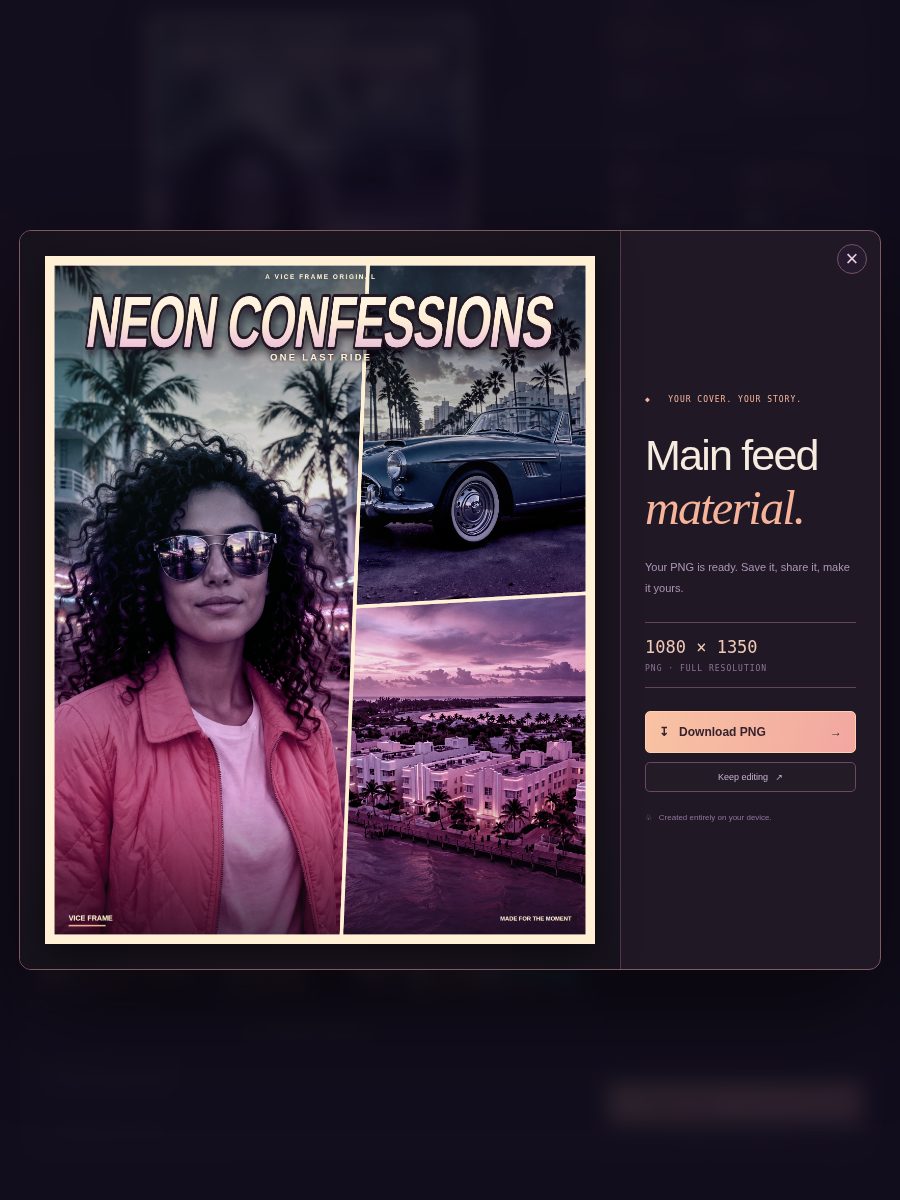 A VICE FRAME ORIGINAL
NEON CONFESSIONS
ONE LAST RIDE
VICE FRAME
MADE FOR THE MOMENT
YOUR COVER. YOUR STORY.
Main feed
material.
Your PNG is ready. Save it, share it, make
it yours.
1080 × 1350
PNG · FULL RESOLUTION
↧ Download PNG →
Keep editing ↗
Created entirely on your device.